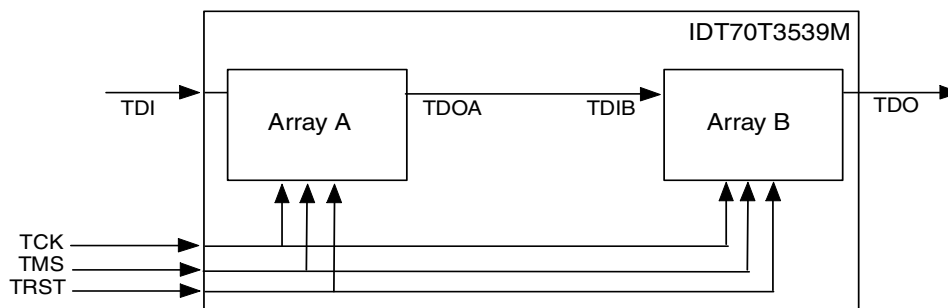 IDT70T3539M
TDI
Array A
TDOA
TDIB
Array B
TDO
TCK
TMS
TRST